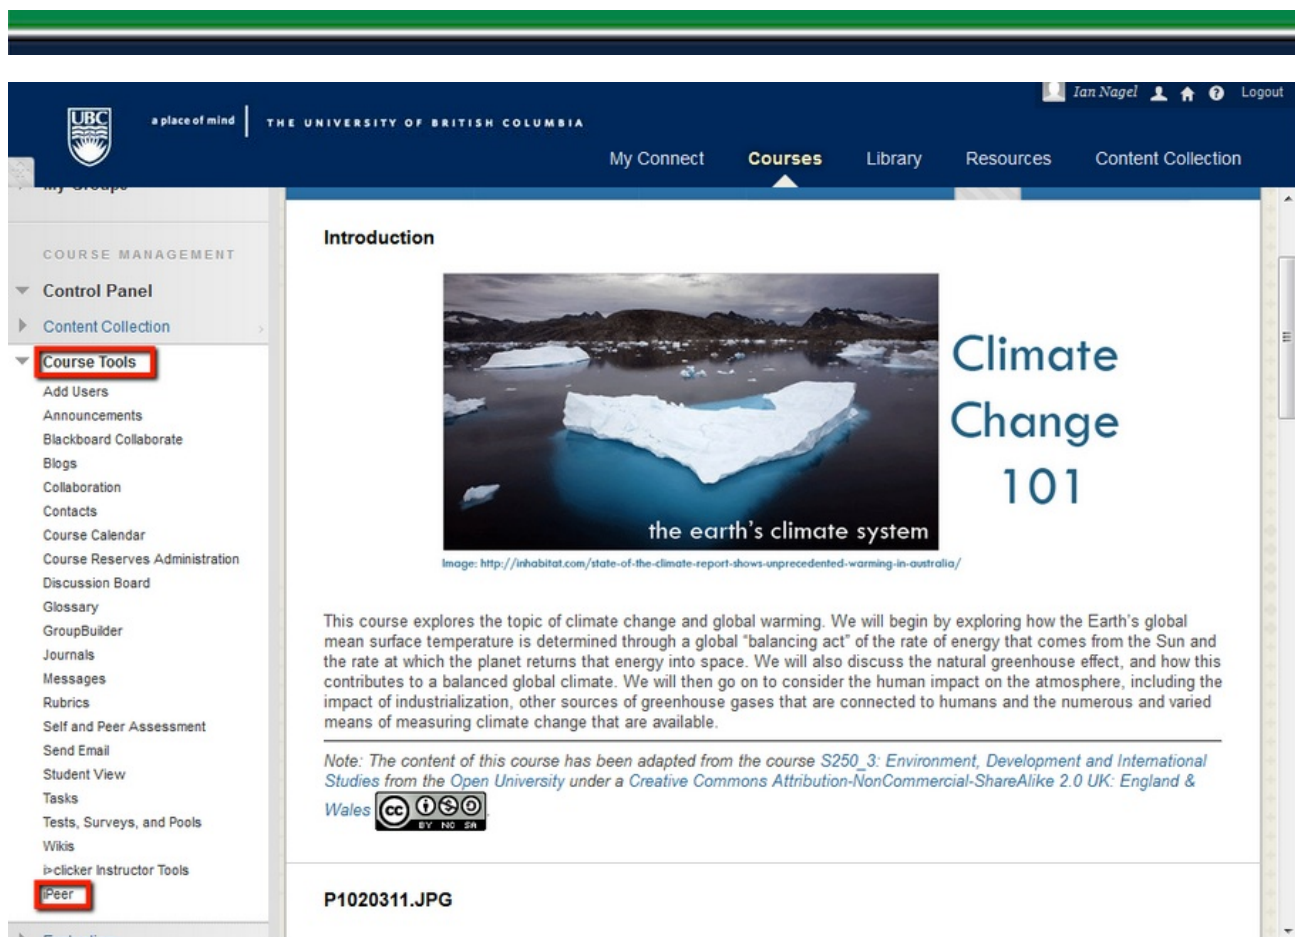 Ian Nagel Logout
UBC a place of mind THE UNIVERSITY OF BRITISH COLUMBIA
My Connect Courses Library Resources Content Collection
My Groups
COURSE MANAGEMENT
Control Panel
Content Collection
Course Tools
Add Users
Announcements
Blackboard Collaborate
Blogs
Collaboration
Contacts
Course Calendar
Course Reserves Administration
Discussion Board
Glossary
GroupBuilder
Journals
Messages
Rubrics
Self and Peer Assessment
Send Email
Student View
Tasks
Tests, Surveys, and Pools
Wikis
i>clicker Instructor Tools
iPeer
Introduction
Climate
Change
101
the earth's climate system
Image: http://inhabitat.com/state-of-the-climate-report-shows-unprecedented-warming-in-australia/
This course explores the topic of climate change and global warming. We will begin by exploring how the Earth's global
mean surface temperature is determined through a global "balancing act" of the rate of energy that comes from the Sun and
the rate at which the planet returns that energy into space. We will also discuss the natural greenhouse effect, and how this
contributes to a balanced global climate. We will then go on to consider the human impact on the atmosphere, including the
impact of industrialization, other sources of greenhouse gases that are connected to humans and the numerous and varied
means of measuring climate change that are available.
Note: The content of this course has been adapted from the course S250_3: Environment, Development and International
Studies from the Open University under a Creative Commons Attribution-NonCommercial-ShareAlike 2.0 UK: England &
Wales cc BY NC SA .
P1020311.JPG